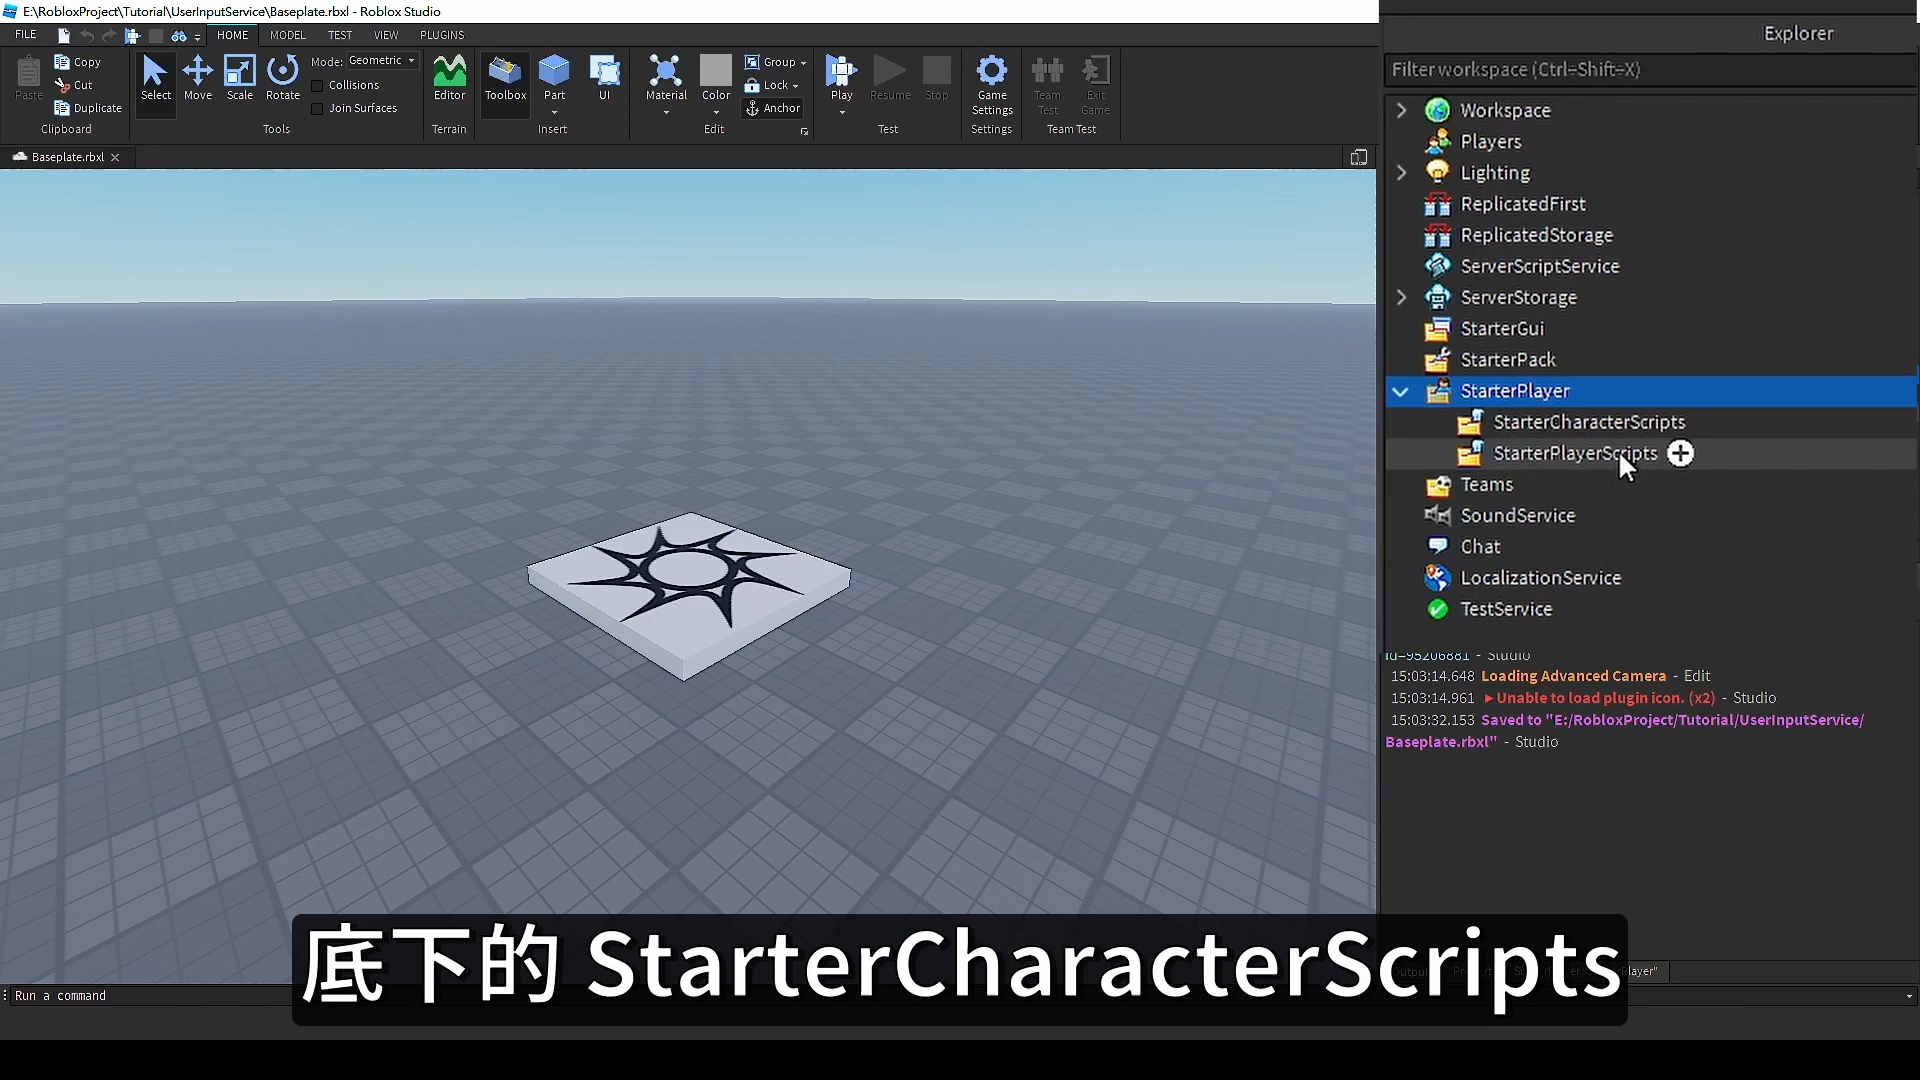 E:\RobloxProject\Tutorial\UserInputService\Baseplate.rbxl - Roblox Studio
FILE HOME MODEL TEST VIEW PLUGINS
Paste
Copy
Cut
Duplicate
Clipboard
Select Move Scale Rotate
Mode: Geometric
Collisions
Join Surfaces
Tools
Editor
Terrain
Toolbox Part UI
Insert
Material Color
Group
Lock
Anchor
Edit
Play Resume Stop
Test
Game Settings
Settings
Team Test
Exit Game
Team Test
Baseplate.rbxl
Explorer
Filter workspace (Ctrl+Shift+X)
Workspace
Players
Lighting
ReplicatedFirst
ReplicatedStorage
ServerScriptService
ServerStorage
StarterGui
StarterPack
StarterPlayer
StarterCharacterScripts
StarterPlayerScripts
Teams
SoundService
Chat
LocalizationService
TestService
id=95206881 - Studio
15:03:14.648 Loading Advanced Camera - Edit
15:03:14.961 Unable to load plugin icon. (x2) - Studio
15:03:32.153 Saved to "E:/RobloxProject/Tutorial/UserInputService/
Baseplate.rbxl" - Studio
底下的 StarterCharacterScripts
Run a command